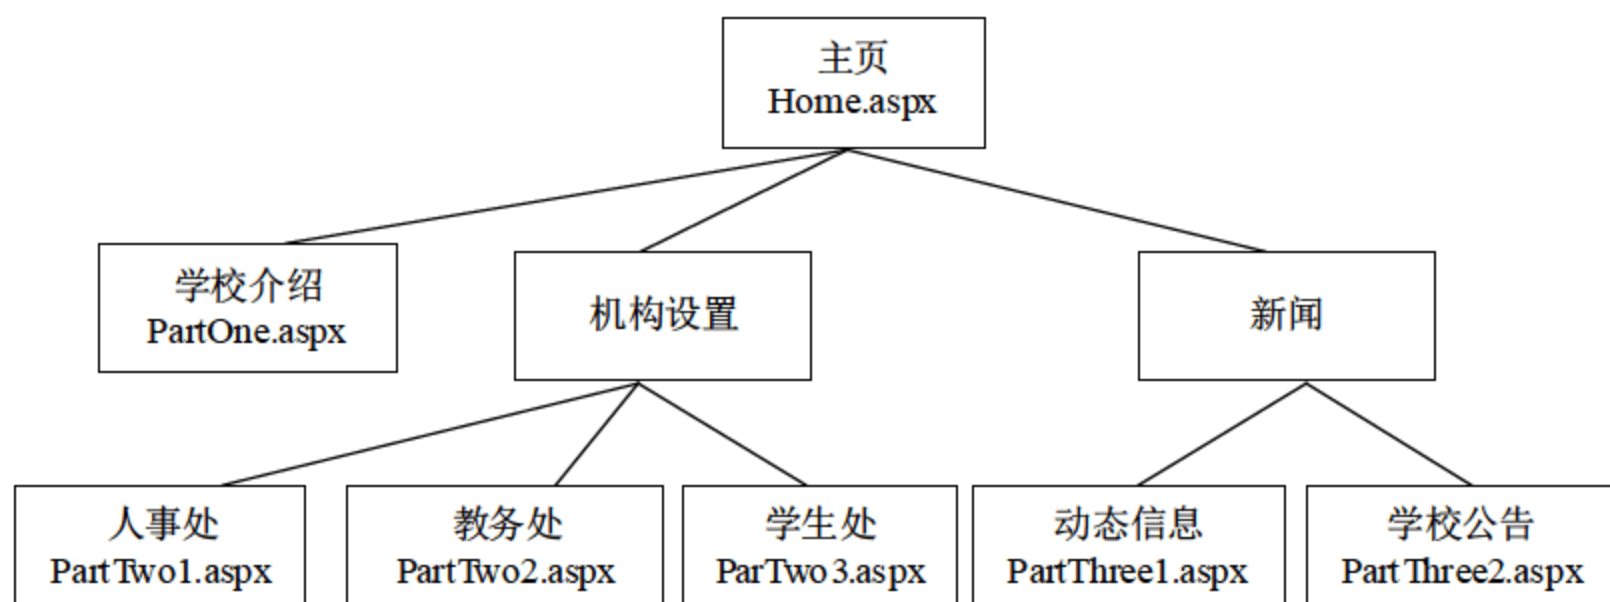 主页
Home.aspx
学校介绍
PartOne.aspx
机构设置
新闻
人事处
PartTwo1.aspx
教务处
PartTwo2.aspx
学生处
ParTwo3.aspx
动态信息
PartThree1.aspx
学校公告
PartThree2.aspx